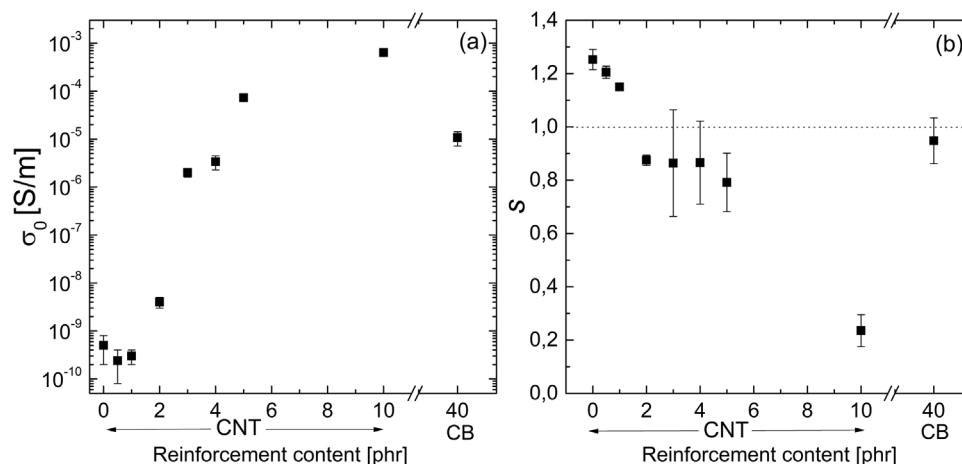 (a)
10⁻³
10⁻⁴
10⁻⁵
10⁻⁶
10⁻⁷
10⁻⁸
10⁻⁹
10⁻¹⁰
σ₀ [S/m]
0 2 4 6 8 10 40
CNT CB
Reinforcement content [phr]
(b)
1,4
1,2
1,0
0,8
0,6
0,4
0,2
0,0
s
0 2 4 6 8 10 40
CNT CB
Reinforcement content [phr]